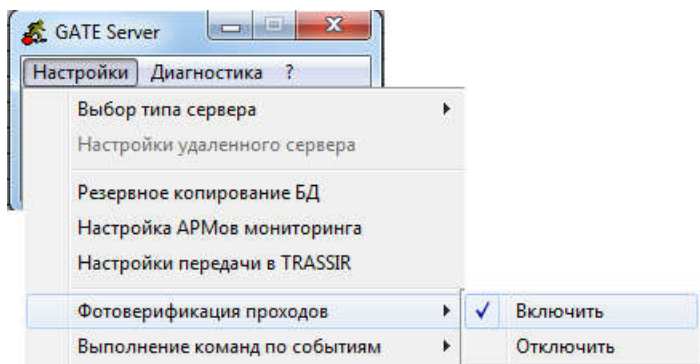 GATE Server
Настройки Диагностика ?
Выбор типа сервера
Настройки удаленного сервера
Резервное копирование БД
Настройка АРМов мониторинга
Настройки передачи в TRASSIR
Фотоверификация проходов
Включить
Выполнение команд по событиям
Отключить